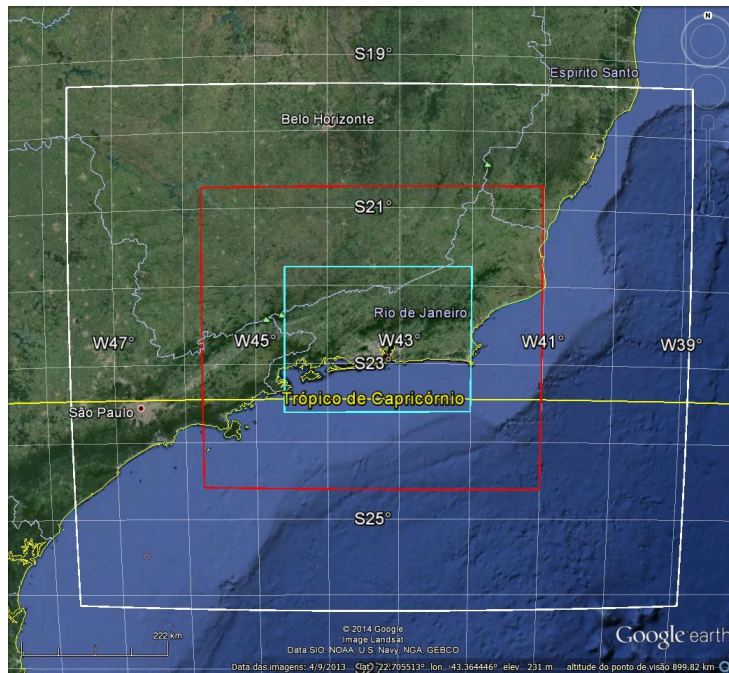 N
S19°
Espirito Santo
Belo Horizonte
S21°
Rio de Janeiro
W47°
W45°
W43°
W41°
W39°
S23°
Trópico de Capricórnio
São Paulo
S25°
222 km
© 2014 Google
Image Landsat
Data SIO, NOAA, U.S. Navy, NGA, GEBCO
Google earth
Data das imagens: 4/9/2013 lat -22.705513° lon -43.364446° elev 231 m altitude do ponto de visão 899.82 km
S27°